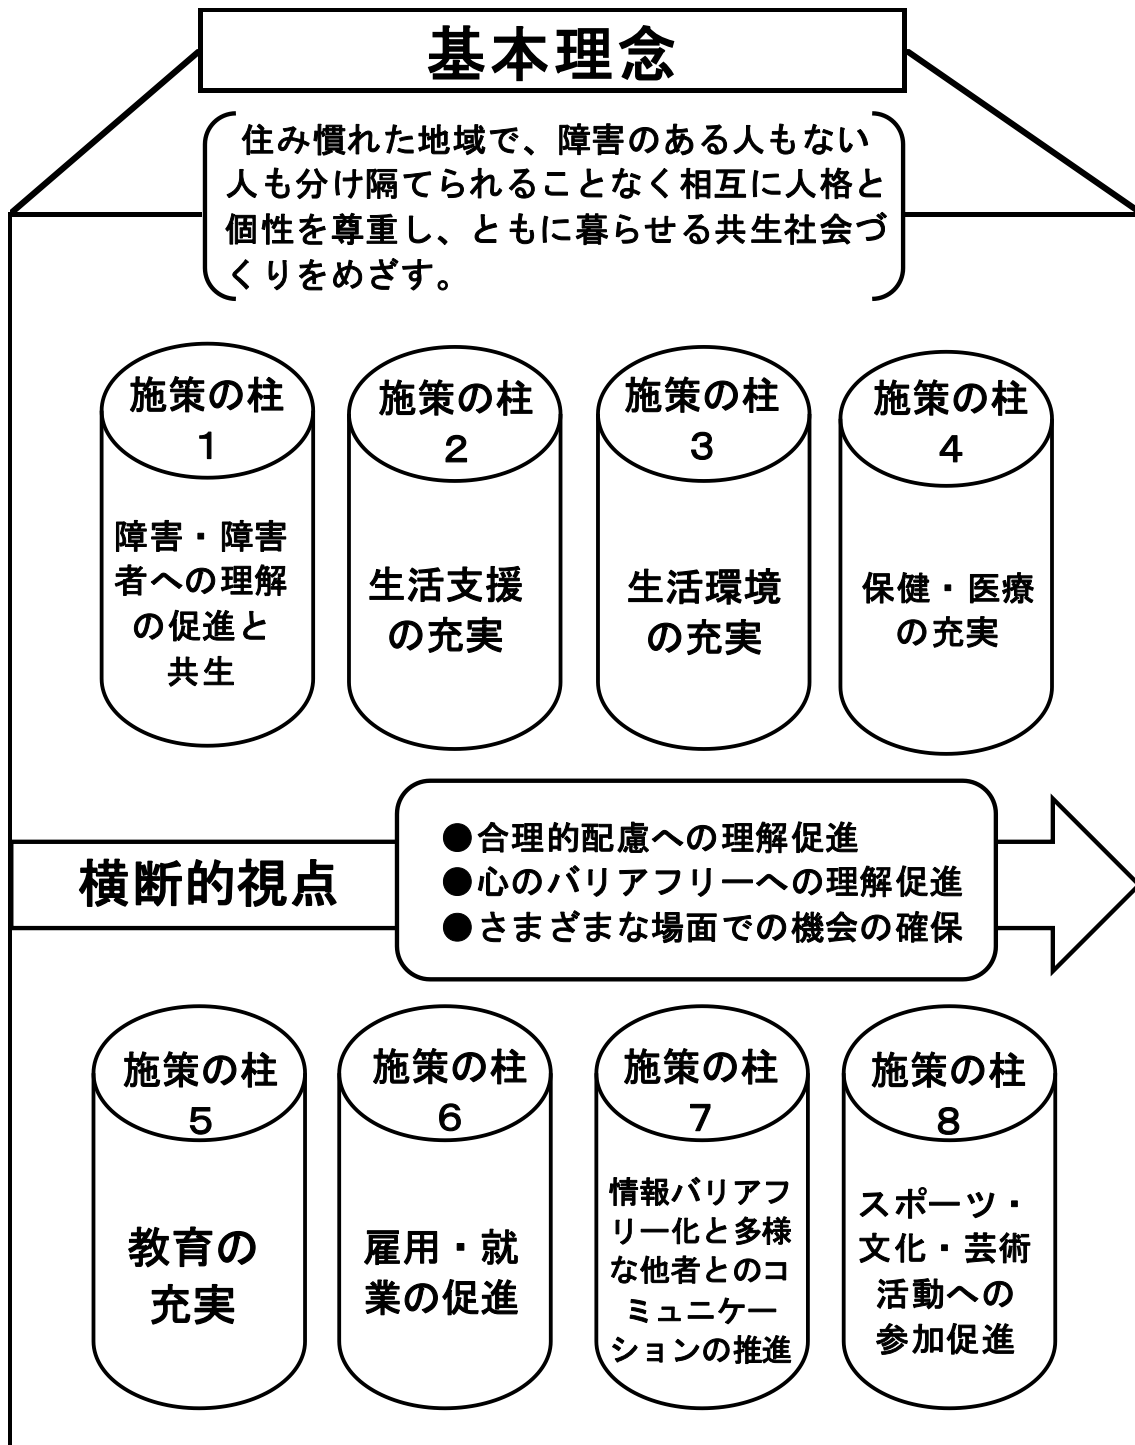 基本理念
住み慣れた地域で、障害のある人もない
人も分け隔てられることなく相互に人格と
個性を尊重し、ともに暮らせる共生社会づ
くりをめざす。
施策の柱
1
障害・障害
者への理解
の促進と
共生
施策の柱
2
生活支援
の充実
施策の柱
3
生活環境
の充実
施策の柱
4
保健・医療
の充実
横断的視点
●合理的配慮への理解促進
●心のバリアフリーへの理解促進
●さまざまな場面での機会の確保
施策の柱
5
教育の
充実
施策の柱
6
雇用・就
業の促進
施策の柱
7
情報バリアフ
リー化と多様
な他者とのコ
ミュニケー
ションの推進
施策の柱
8
スポーツ・
文化・芸術
活動への
参加促進